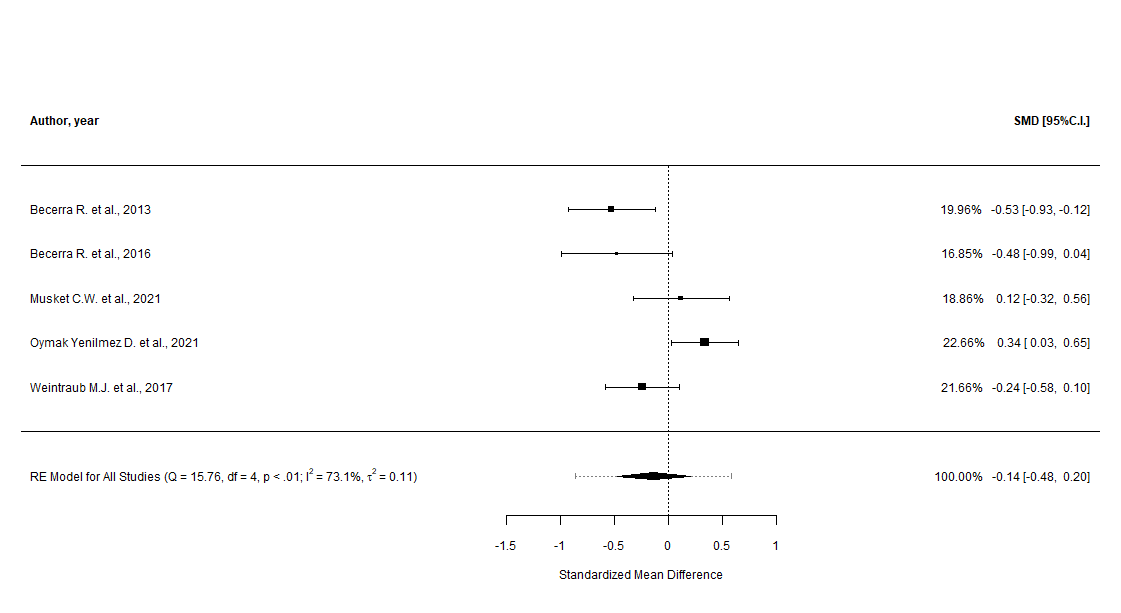 Author, year SMD [95%C.I.]
Becerra R. et al., 2013 19.96% -0.53 [-0.93, -0.12]
Becerra R. et al., 2016 16.85% -0.48 [-0.99, 0.04]
Musket C.W. et al., 2021 18.86% 0.12 [-0.32, 0.56]
Oymak Yenilmez D. et al., 2021 22.66% 0.34 [ 0.03, 0.65]
Weintraub M.J. et al., 2017 21.66% -0.24 [-0.58, 0.10]
RE Model for All Studies (Q = 15.76, df = 4, p < .01; I² = 73.1%, τ² = 0.11) 100.00% -0.14 [-0.48, 0.20]
-1.5 -1 -0.5 0 0.5 1
Standardized Mean Difference